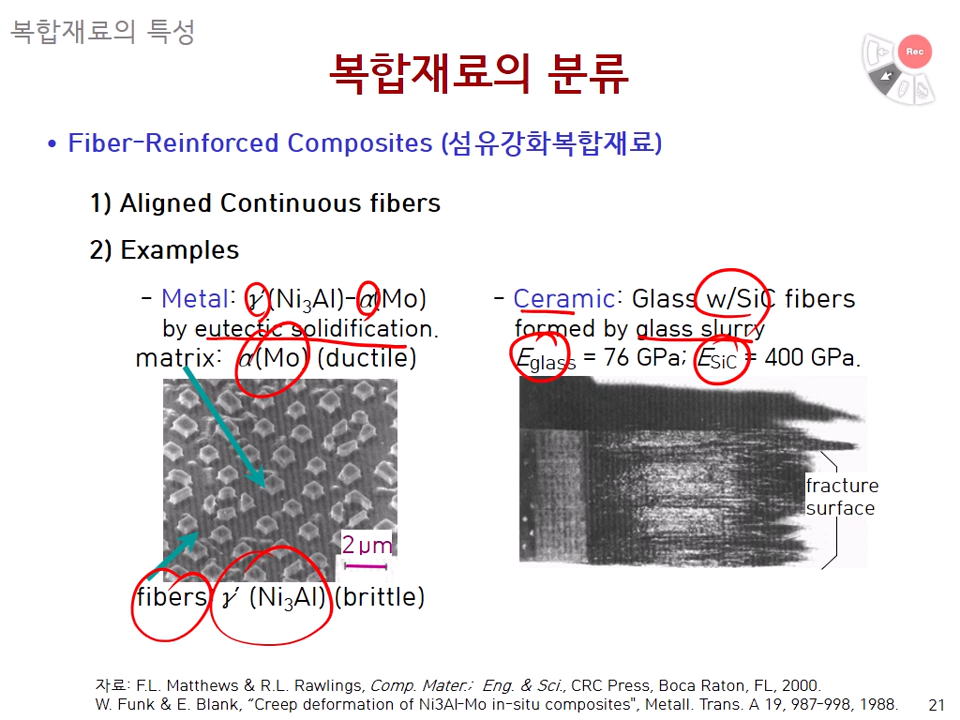 복합재료의 특성
Rec
복합재료의 분류
• Fiber-Reinforced Composites (섬유강화복합재료)
1) Aligned Continuous fibers
2) Examples
- Metal: γ'(Ni3Al)-α(Mo)
by eutectic solidification.
matrix: α(Mo) (ductile)
2 μm
fibers γ' (Ni3Al) (brittle)
- Ceramic: Glass w/SiC fibers
formed by glass slurry
Eglass = 76 GPa; ESiC = 400 GPa.
fracture
surface
자료: F.L. Matthews & R.L. Rawlings, Comp. Mater.; Eng. & Sci., CRC Press, Boca Raton, FL, 2000.
W. Funk & E. Blank, “Creep deformation of Ni3Al-Mo in-situ composites", Metall. Trans. A 19, 987-998, 1988.
21